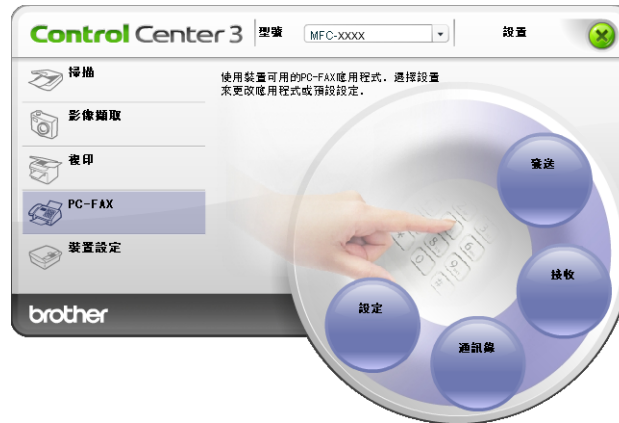 Control Center 3
型號
MFC-XXXX
設置
掃描
影像擷取
複印
PC-FAX
裝置設定
使用裝置可用的PC-FAX應用程式. 選擇設置
來更改應用程式或預設設定.
發送
接收
通訊錄
設定
brother